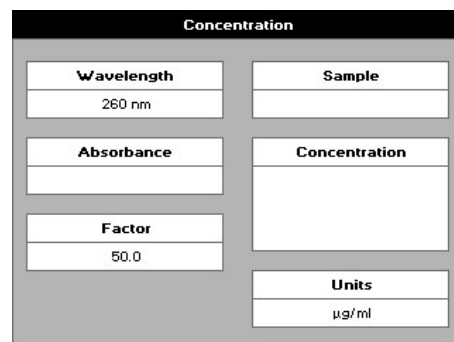 Concentration
Wavelength
260 nm
Absorbance
Factor
50.0
Sample
Concentration
Units
µg/ml